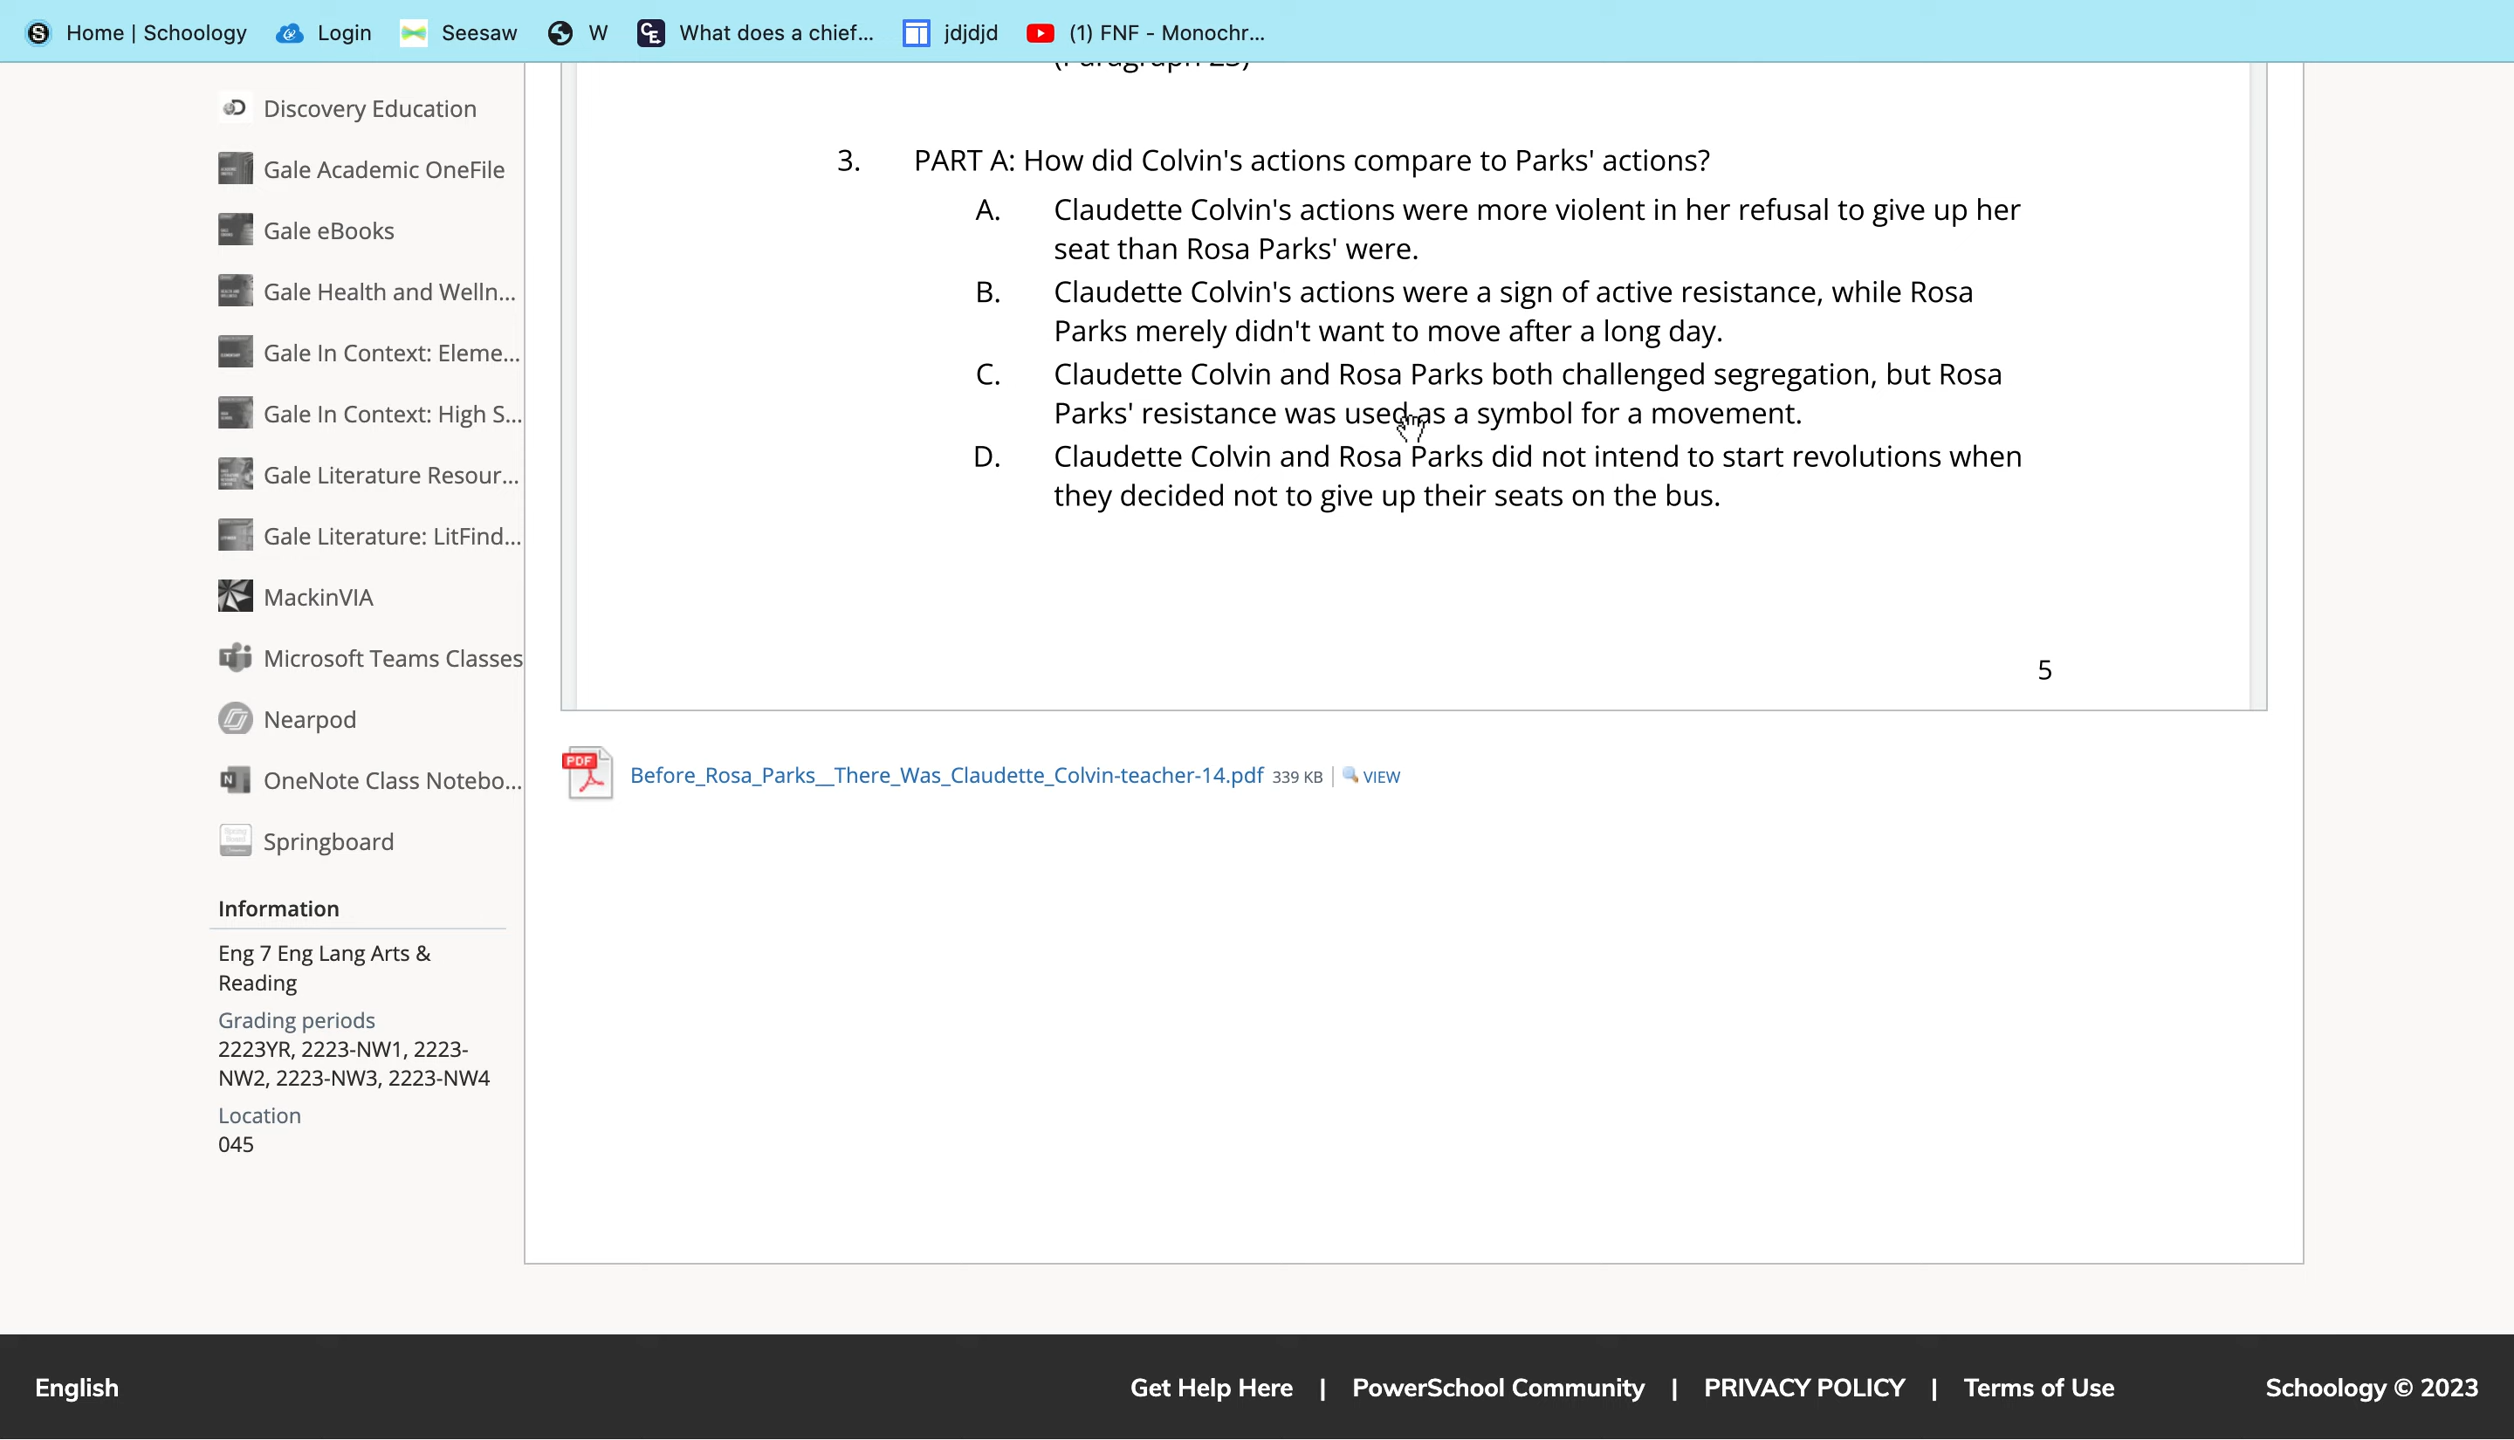 Home | Schoology Login Seesaw W What does a chief... jdjdjd (1) FNF - Monochr...
Discovery Education
Gale Academic OneFile
Gale eBooks
Gale Health and Welln...
Gale In Context: Eleme...
Gale In Context: High S...
Gale Literature Resour...
Gale Literature: LitFind...
MackinVIA
Microsoft Teams Classes
Nearpod
OneNote Class Notebo...
Springboard
Information
Eng 7 Eng Lang Arts &
Reading
Grading periods
2223YR, 2223-NW1, 2223-
NW2, 2223-NW3, 2223-NW4
Location
045
(Paragraph 23)
3. PART A: How did Colvin's actions compare to Parks' actions?
A. Claudette Colvin's actions were more violent in her refusal to give up her
seat than Rosa Parks' were.
B. Claudette Colvin's actions were a sign of active resistance, while Rosa
Parks merely didn't want to move after a long day.
C. Claudette Colvin and Rosa Parks both challenged segregation, but Rosa
Parks' resistance was used as a symbol for a movement.
D. Claudette Colvin and Rosa Parks did not intend to start revolutions when
they decided not to give up their seats on the bus.
5
PDF Before_Rosa_Parks__There_Was_Claudette_Colvin-teacher-14.pdf 339 KB | VIEW
English Get Help Here | PowerSchool Community | PRIVACY POLICY | Terms of Use Schoology © 2023